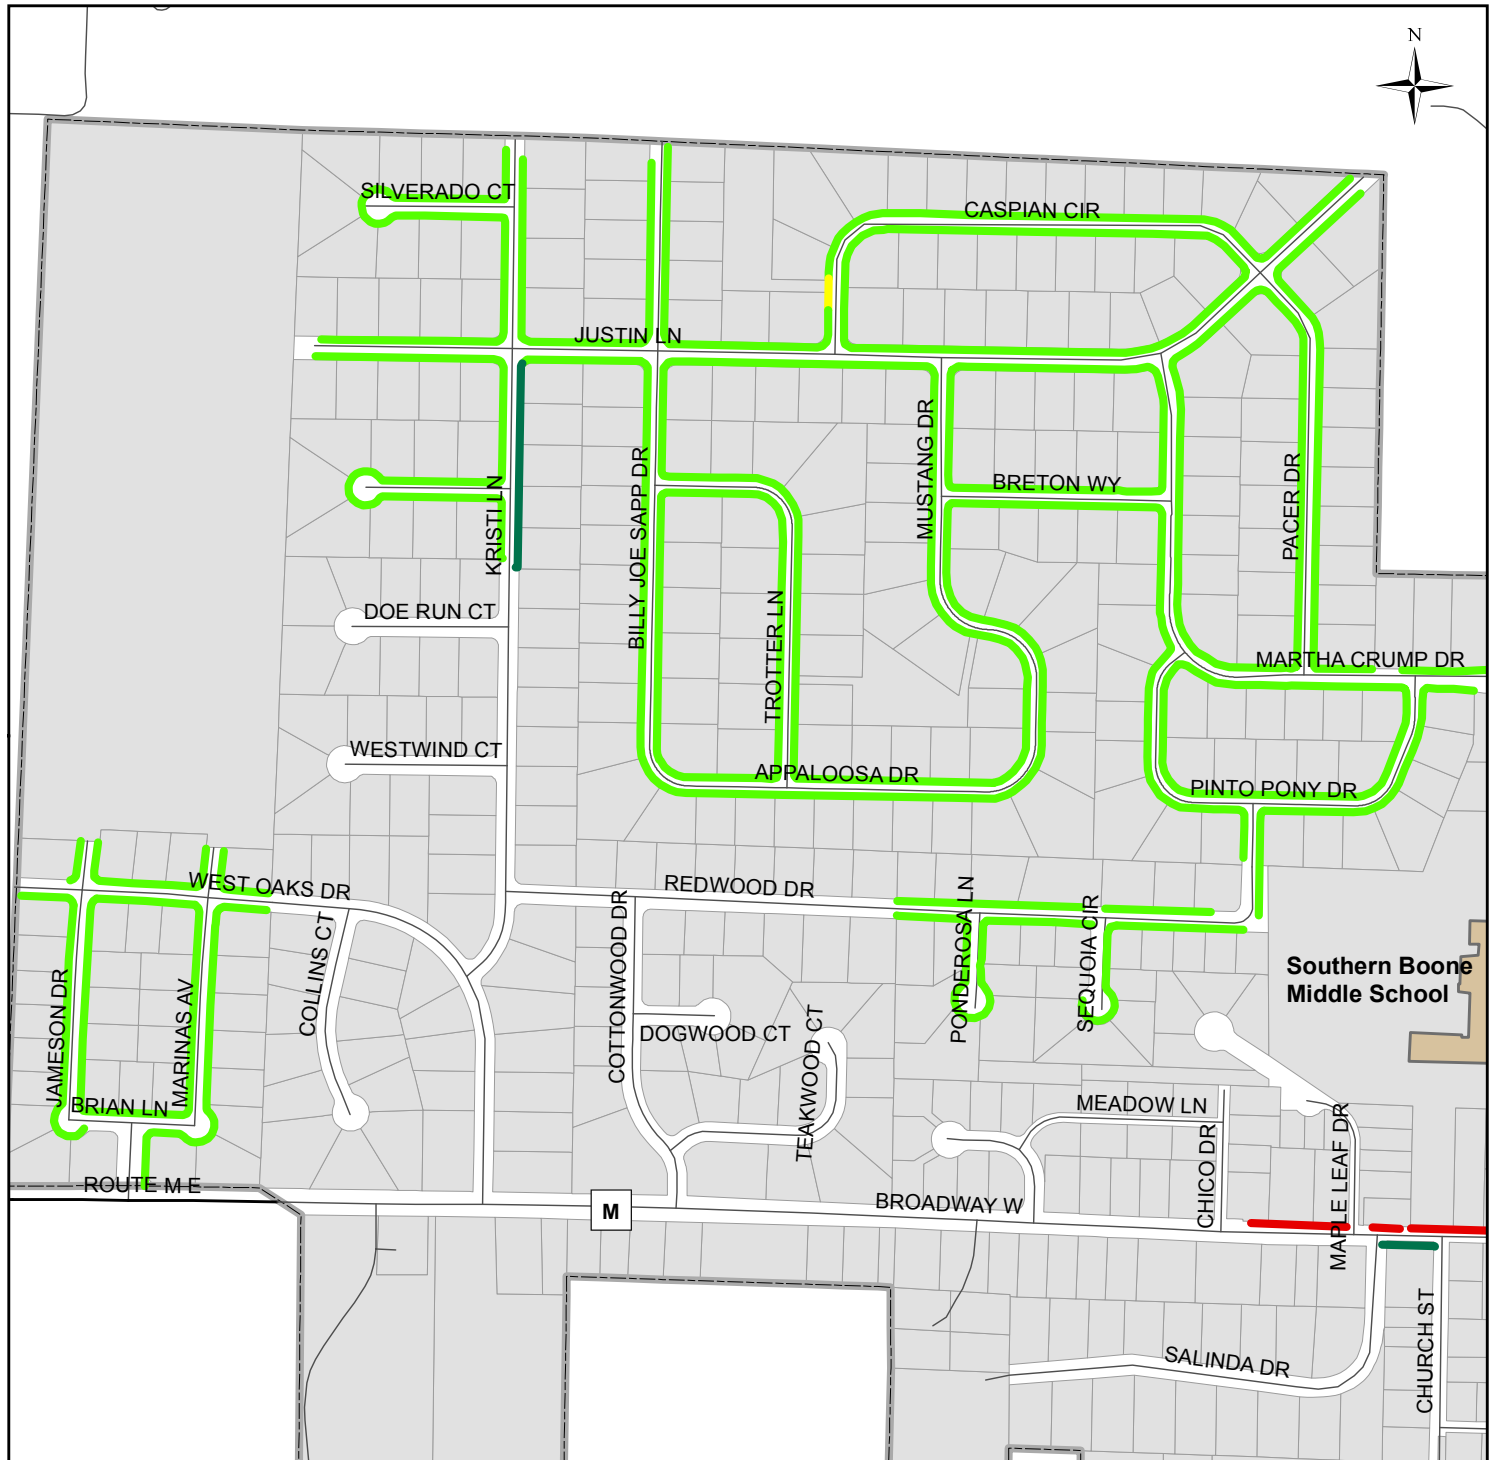 N
SILVERADO CT
CASPIAN CIR
JUSTIN LN
MUSTANG DR
BRETON WY
PACER DR
KRISTI LN
BILLY JOE SAPP DR
TROTTER LN
DOE RUN CT
MARTHA CRUMP DR
WESTWIND CT
APPALOOSA DR
PINTO PONY DR
WEST OAKS DR
REDWOOD DR
COTTONWOOD DR
PONDEROSA LN
SEQUOIA CIR
COLLINS CT
JAMESON DR
MARINAS AV
Southern Boone
Middle School
DOGWOOD CT
TEAKWOOD CT
BRIAN LN
MEADOW LN
CHICO DR
MAPLE LEAF DR
ROUTE M E
M
BROADWAY W
SALINDA DR
CHURCH ST